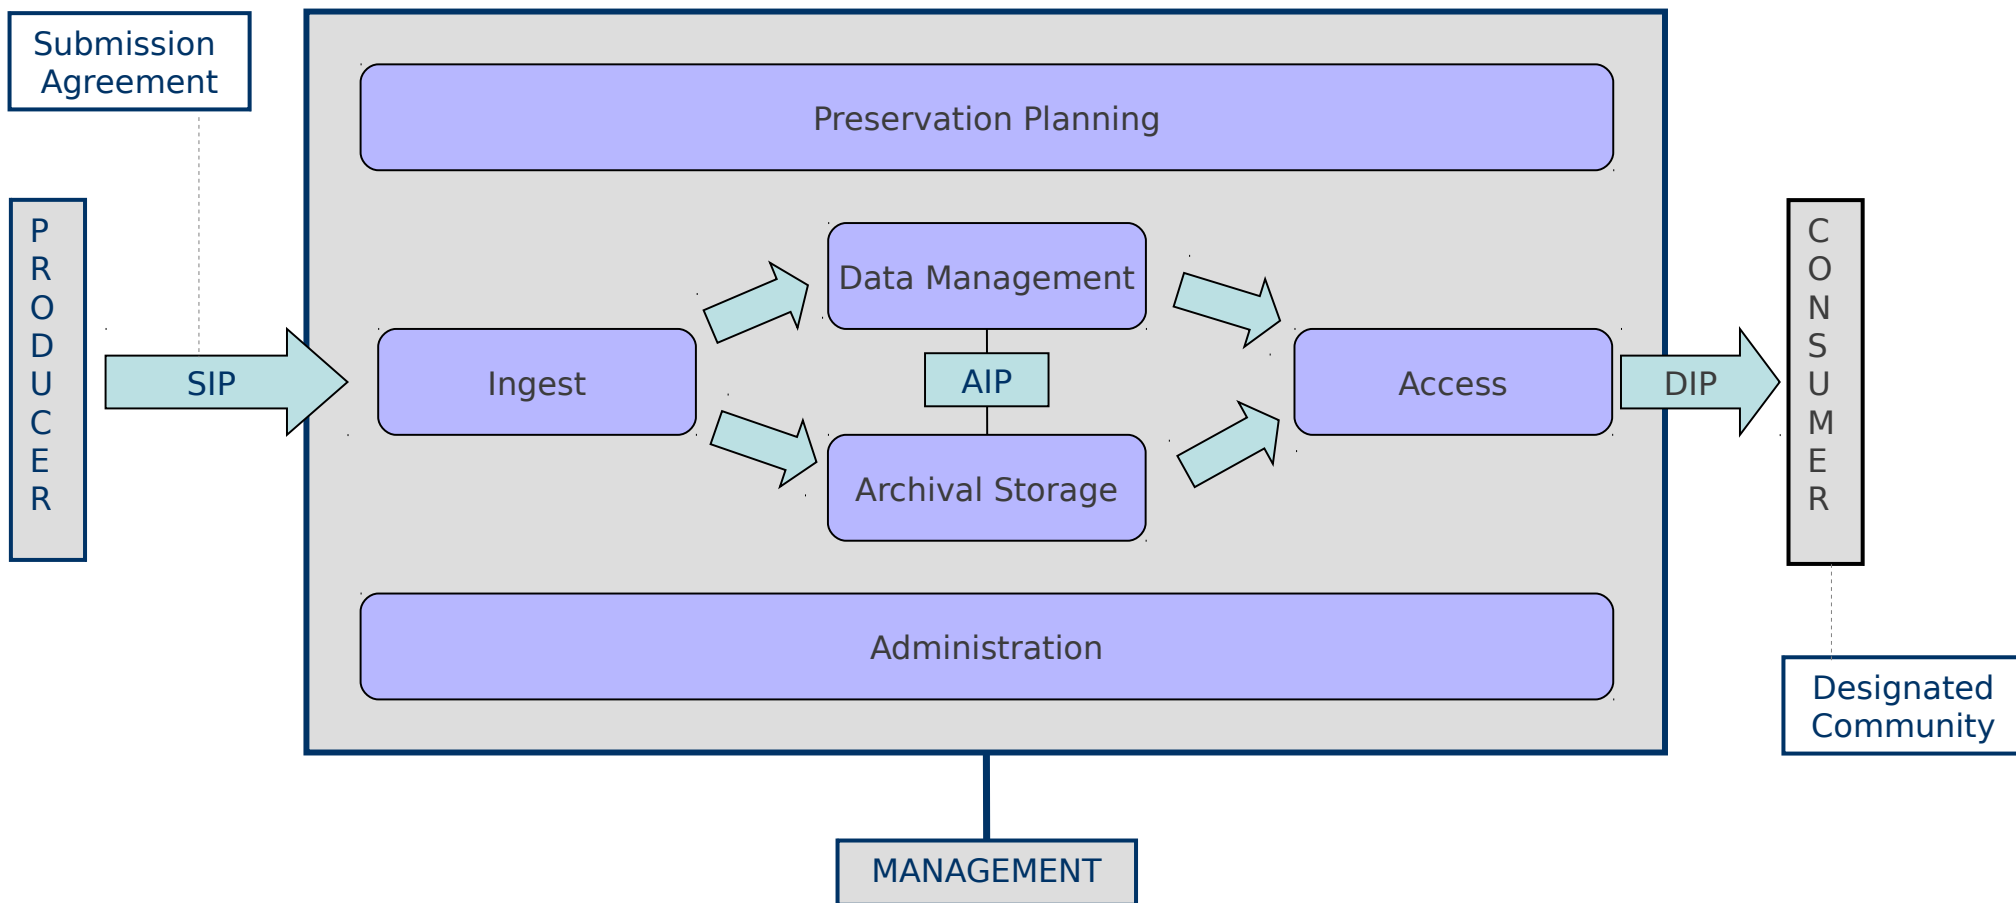 Submission
Agreement
Preservation Planning
P
R
O
D
U
C
E
R
C
O
N
S
U
M
E
R
Data Management
SIP
Ingest
AIP
Access
DIP
Archival Storage
Administration
Designated
Community
MANAGEMENT